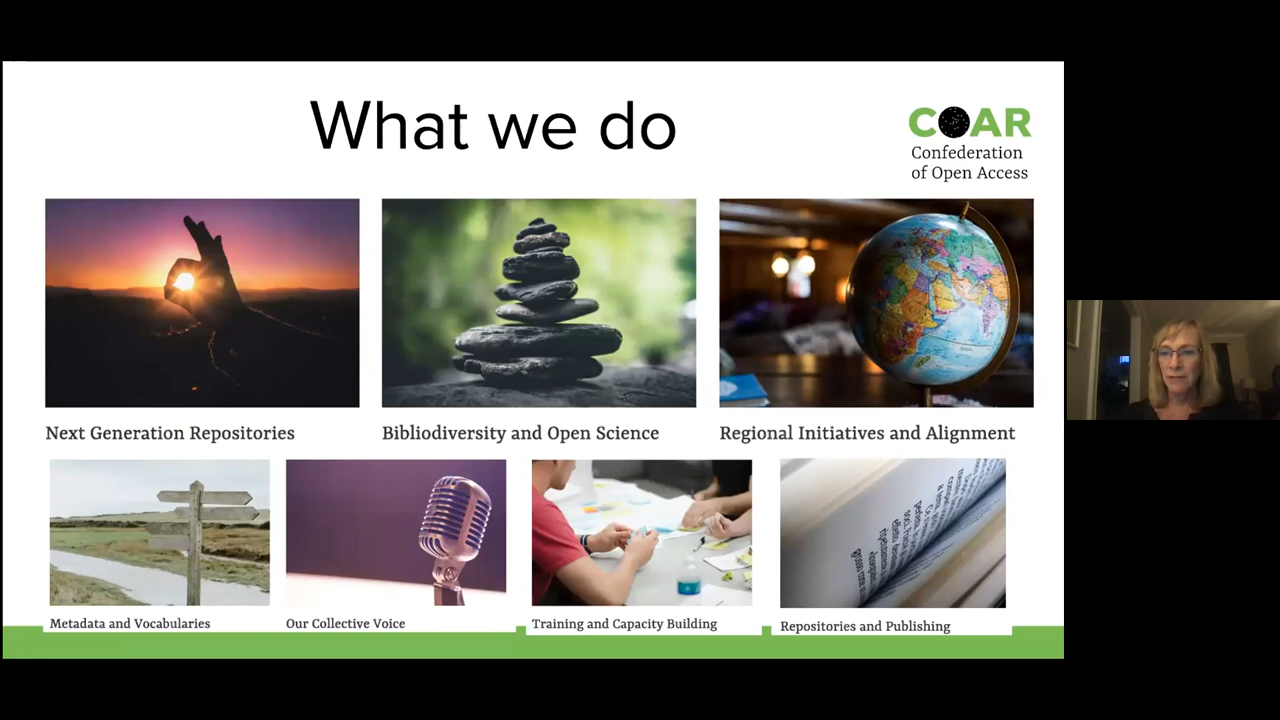 What we do
COAR
Confederation
of Open Access
Next Generation Repositories
Bibliodiversity and Open Science
Regional Initiatives and Alignment
Metadata and Vocabularies
Our Collective Voice
Training and Capacity Building
Repositories and Publishing